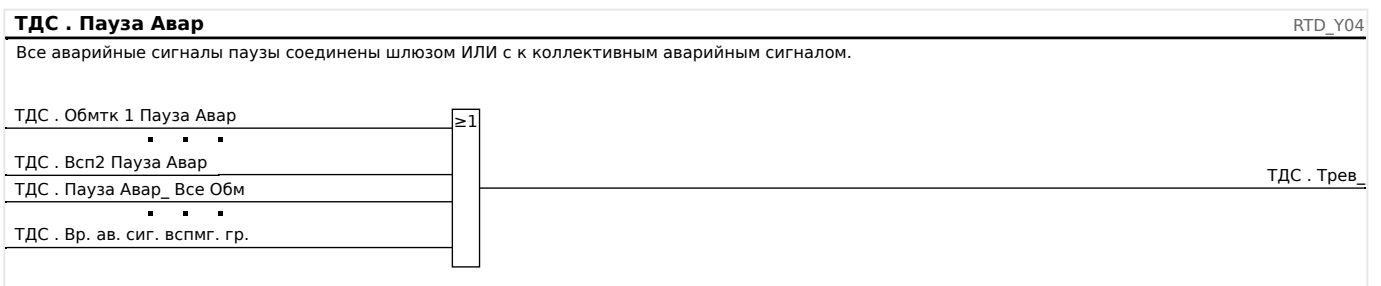 ТДС . Пауза Авар
RTD_Y04
Все аварийные сигналы паузы соединены шлюзом ИЛИ с к коллективным аварийным сигналом.
ТДС . Обмтк 1 Пауза Авар
≥1
ТДС . Всп2 Пауза Авар
ТДС . Трев_
ТДС . Пауза Авар_ Все Обм
ТДС . Вр. ав. сиг. вспмг. гр.